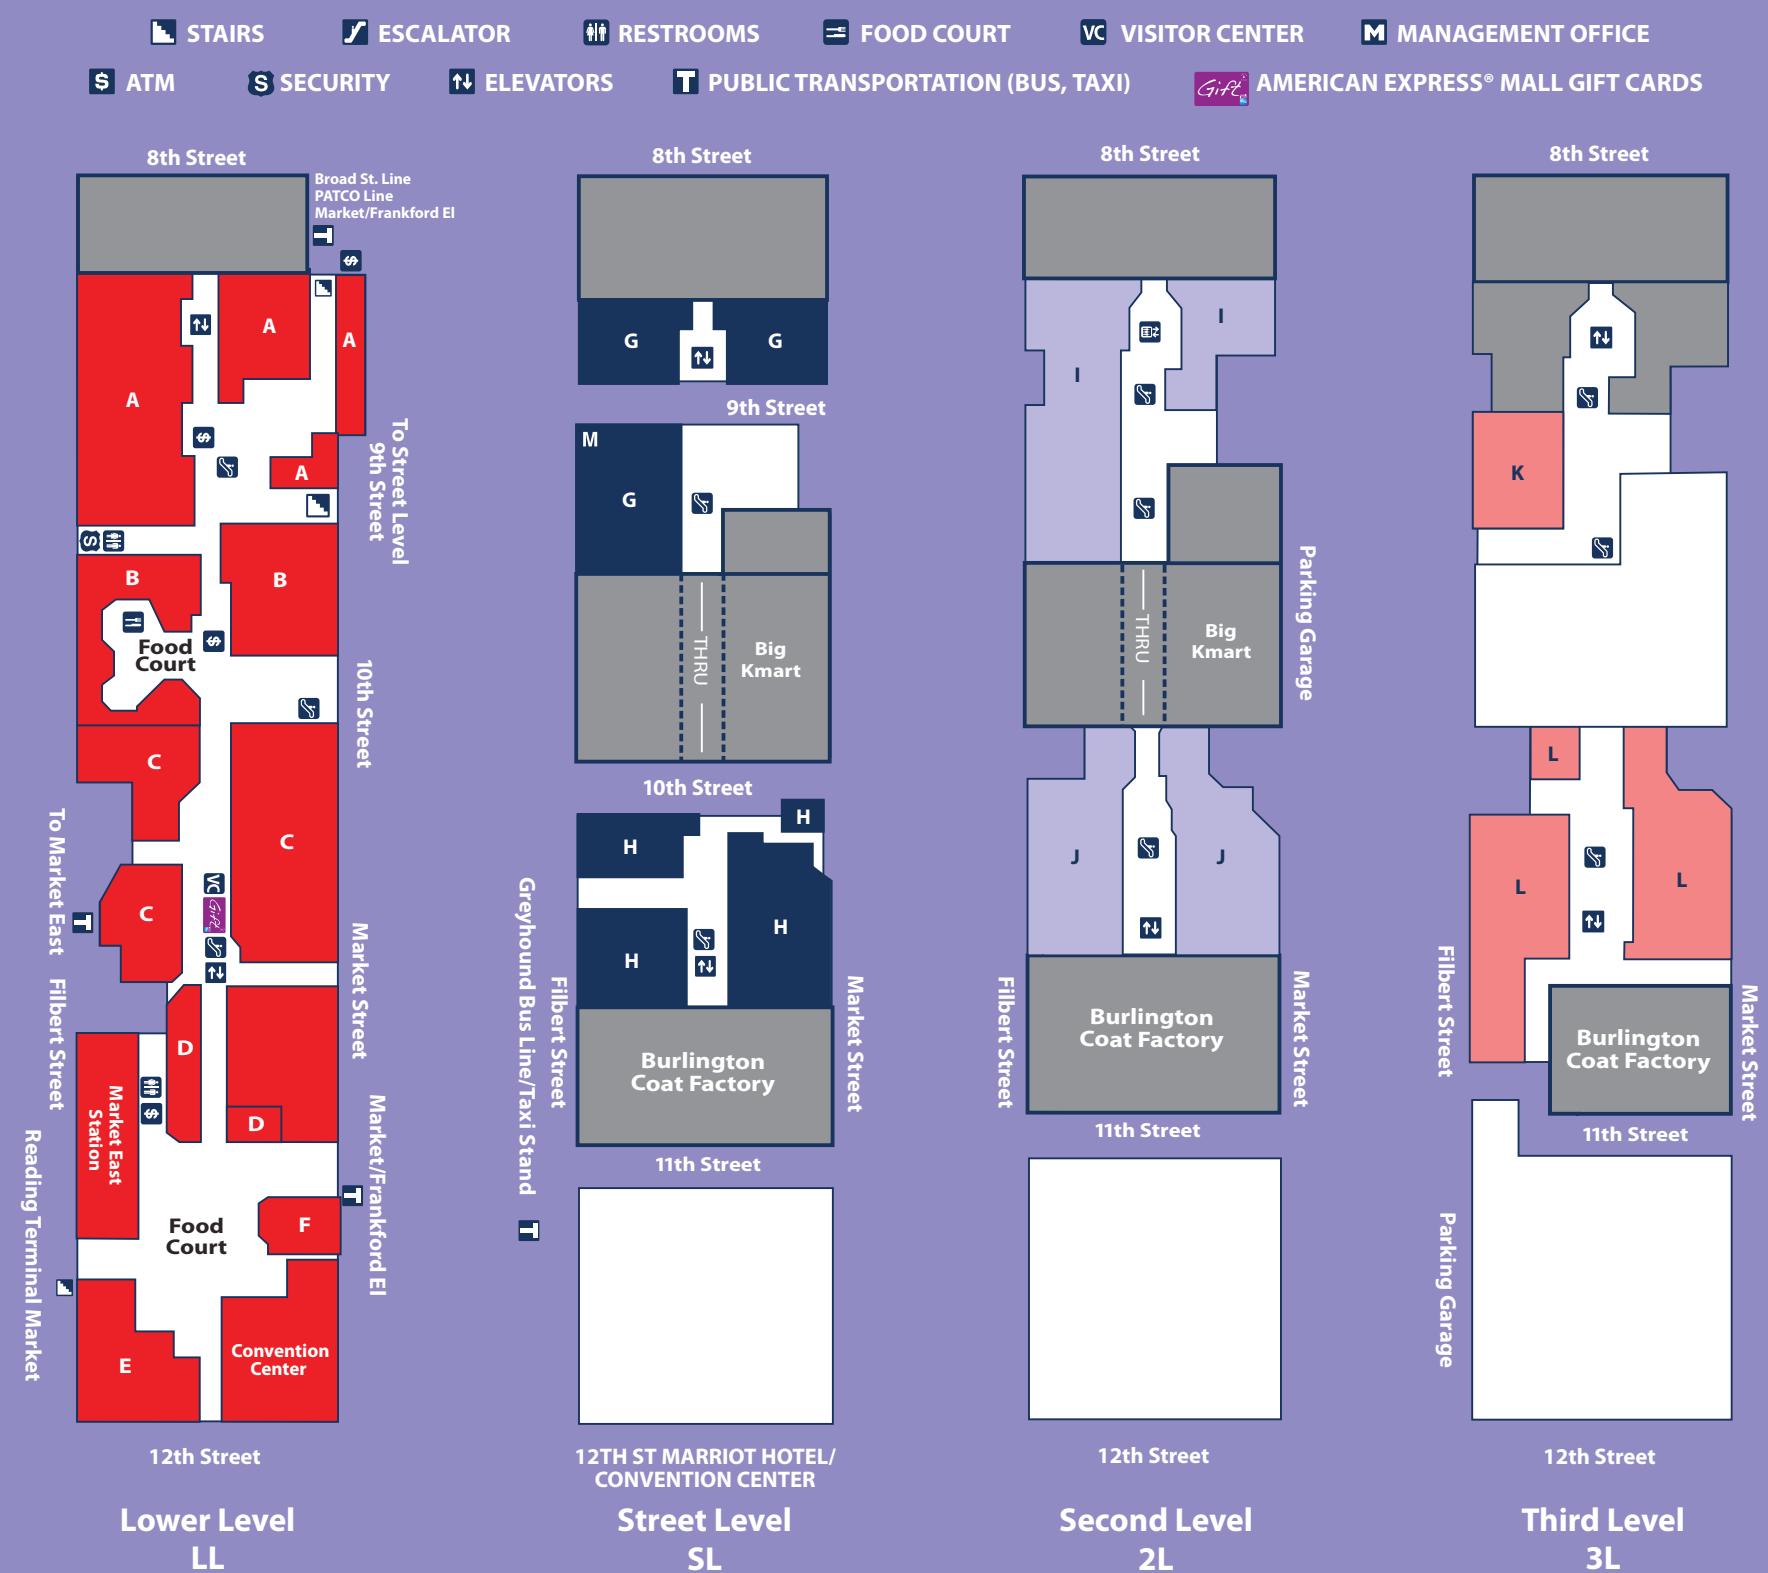 STAIRS
ESCALATOR
RESTROOMS
FOOD COURT
VC VISITOR CENTER
M MANAGEMENT OFFICE
$ ATM
S SECURITY
ELEVATORS
T PUBLIC TRANSPORTATION (BUS, TAXI)
Gift AMERICAN EXPRESS® MALL GIFT CARDS
8th Street
Broad St. Line
PATCO Line
Market/Frankford El
T
$
A
A
A
A
$
A
To Street Level
9th Street
S
B
B
Food
Court
$
10th Street
C
C
C
VC
Gift
To Market East
T
Filbert Street
Market Street
D
D
$
Market East
Station
Market/Frankford El
T
Reading Terminal Market
Food
Court
F
E
Convention
Center
12th Street
Lower Level
LL
8th Street
G
G
9th Street
M
G
THRU
Big
Kmart
10th Street
H
H
H
H
Greyhound Bus Line/Taxi Stand
T
Filbert Street
Market Street
Burlington
Coat Factory
11th Street
12TH ST MARRIOT HOTEL/
CONVENTION CENTER
Street Level
SL
8th Street
I
I
Parking Garage
THRU
Big
Kmart
J
J
Filbert Street
Market Street
Burlington
Coat Factory
11th Street
12th Street
Second Level
2L
8th Street
K
L
L
L
Filbert Street
Market Street
Burlington
Coat Factory
11th Street
Parking Garage
12th Street
Third Level
3L